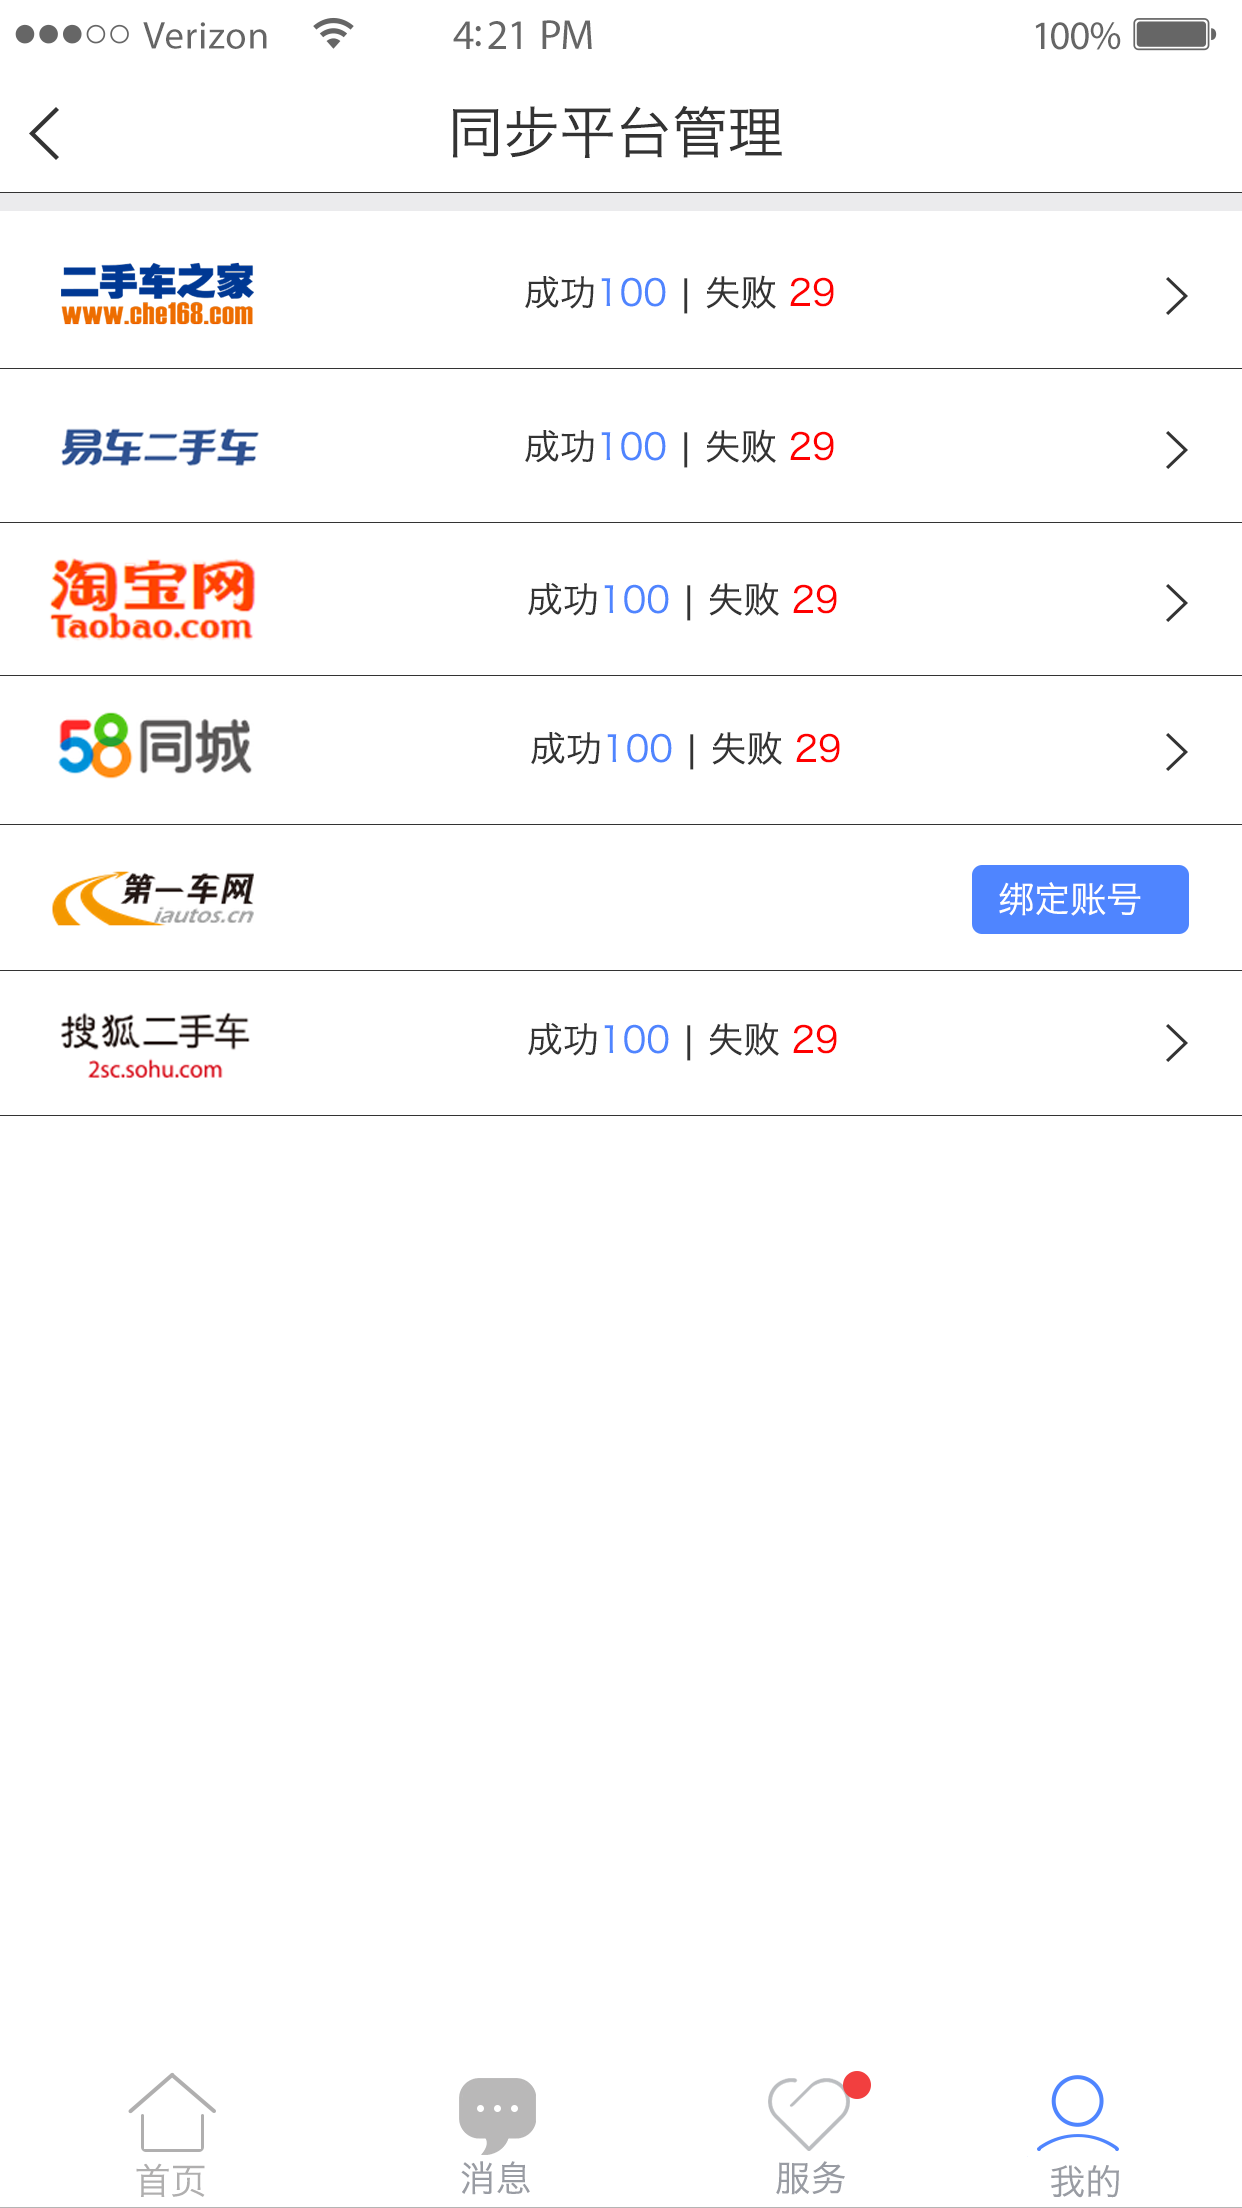 Verizon 4:21 PM 100%
同步平台管理
二手车之家
www.che168.com
成功100 | 失败 29
易车二手车
成功100 | 失败 29
淘宝网
Taobao.com
成功100 | 失败 29
58同城
成功100 | 失败 29
第一车网
iautos.cn
绑定账号
搜狐二手车
2sc.sohu.com
成功100 | 失败 29
首页 消息 服务 我的